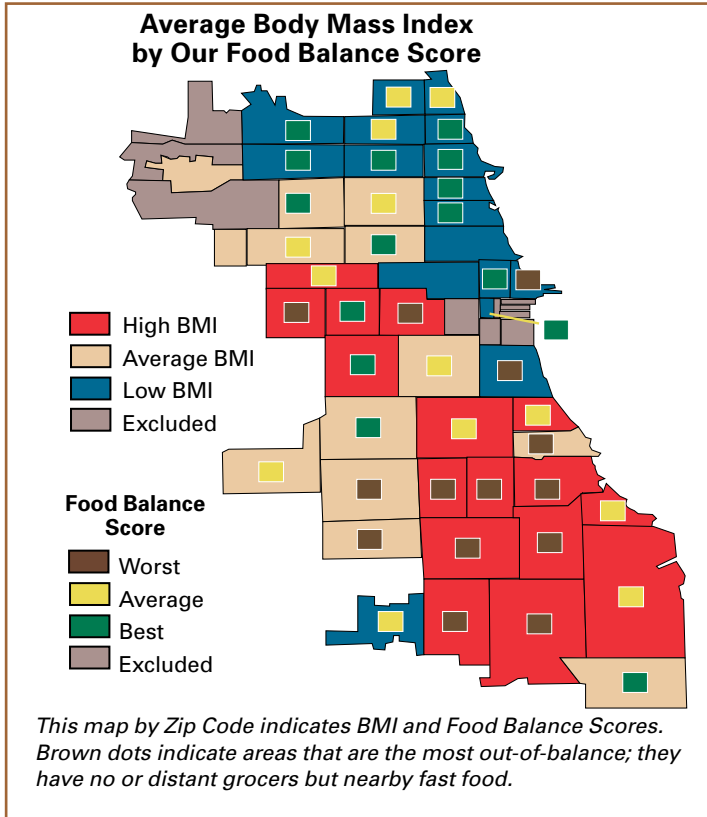 Average Body Mass Index
by Our Food Balance Score
High BMI
Average BMI
Low BMI
Excluded
Food Balance
Score
Worst
Average
Best
Excluded
This map by Zip Code indicates BMI and Food Balance Scores.
Brown dots indicate areas that are the most out-of-balance; they
have no or distant grocers but nearby fast food.